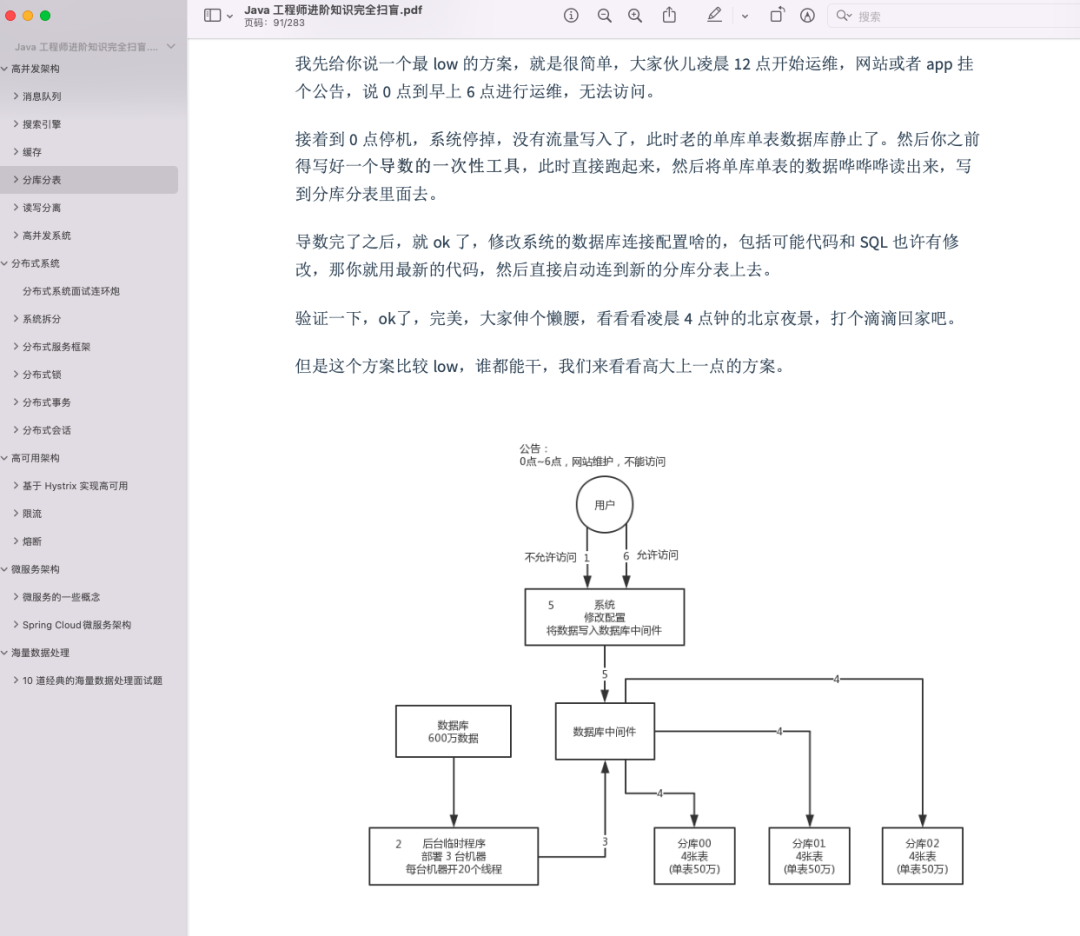 Java 工程师进阶知识完全扫盲.pdf
页码：91/283
搜索
Java 工程师进阶知识完全扫盲....
高并发架构
消息队列
搜索引擎
缓存
分库分表
读写分离
高并发系统
分布式系统
分布式系统面试连环炮
系统拆分
分布式服务框架
分布式锁
分布式事务
分布式会话
高可用架构
基于 Hystrix 实现高可用
限流
熔断
微服务架构
微服务的一些概念
Spring Cloud微服务架构
海量数据处理
10 道经典的海量数据处理面试题
我先给你说一个最 low 的方案，就是很简单，大家伙儿凌晨 12 点开始运维，网站或者 app 挂
个公告，说 0 点到早上 6 点进行运维，无法访问。
接着到 0 点停机，系统停掉，没有流量写入了，此时老的单库单表数据库静止了。然后你之前
得写好一个导数的一次性工具，此时直接跑起来，然后将单库单表的数据哗哗哗读出来，写
到分库分表里面去。
导数完了之后，就 ok 了，修改系统的数据库连接配置啥的，包括可能代码和 SQL 也许有修
改，那你就用最新的代码，然后直接启动连到新的分库分表上去。
验证一下，ok了，完美，大家伸个懒腰，看看看凌晨 4 点钟的北京夜景，打个滴滴回家吧。
但是这个方案比较 low，谁都能干，我们来看看高大上一点的方案。
公告：
0点~6点，网站维护，不能访问
用户
不允许访问 1
6 允许访问
5 系统
修改配置
将数据写入数据库中间件
5
4
数据库
600万数据
数据库中间件
4
4
3
2 后台临时程序
部署 3 台机器
每台机器开20个线程
分库00
4张表
(单表50万)
分库01
4张表
(单表50万)
分库02
4张表
(单表50万)